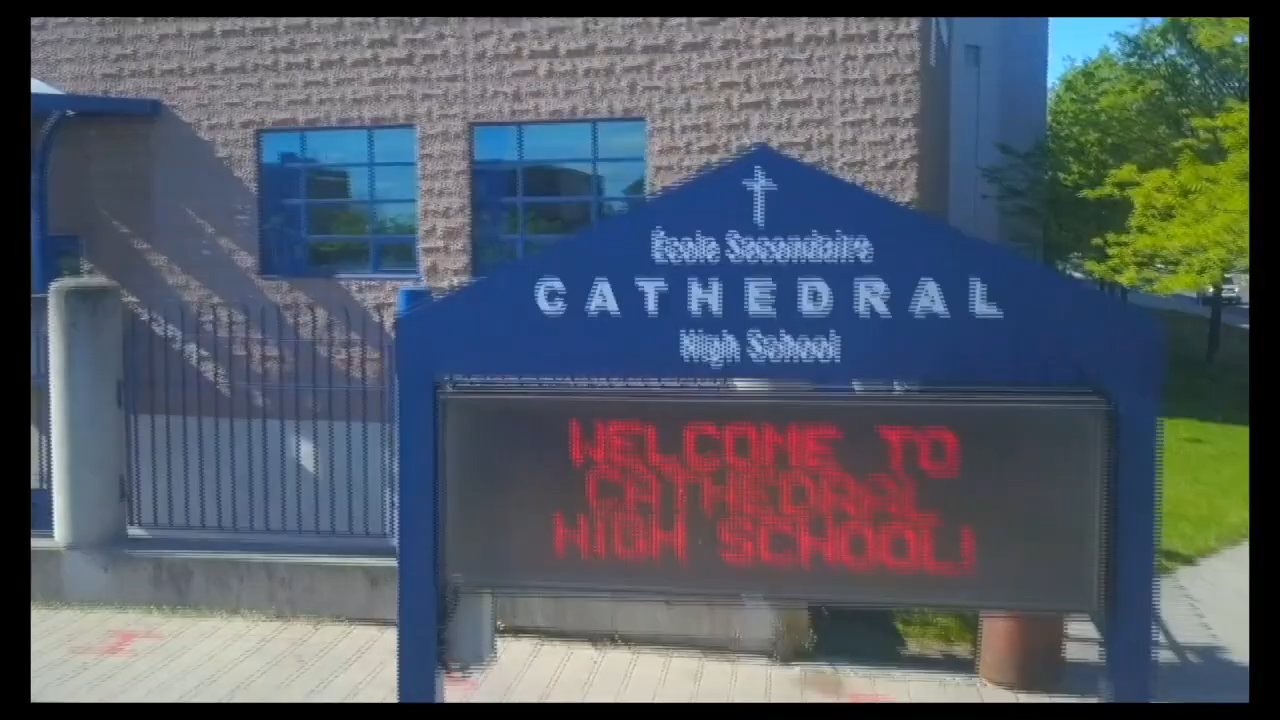 École Secondaire
CATHEDRAL
High School
WELCOME TO
CATHEDRAL
HIGH SCHOOL!